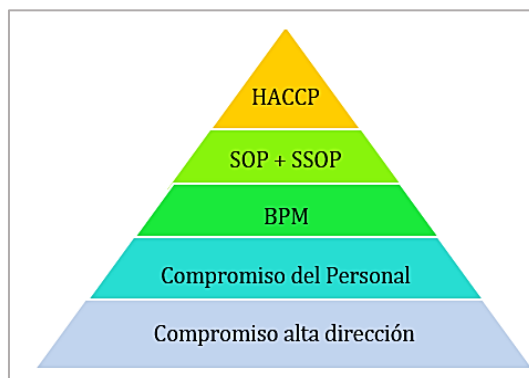 HACCP
SOP + SSOP
BPM
Compromiso del Personal
Compromiso alta dirección